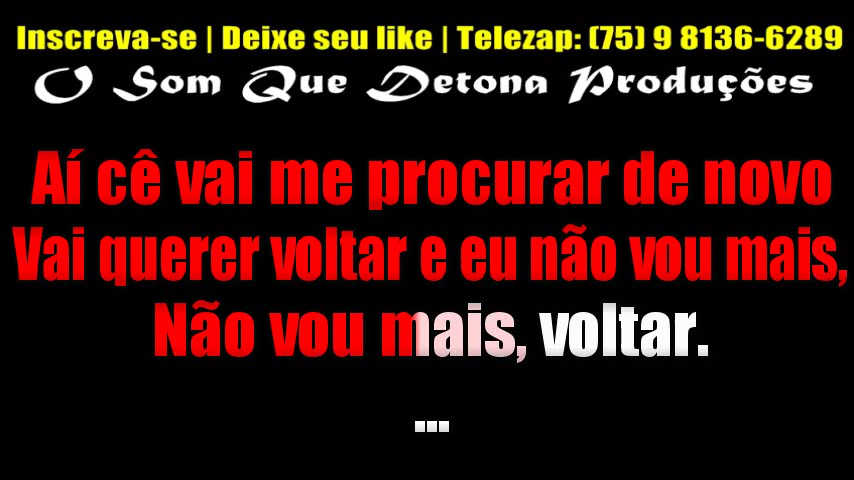 Inscreva-se | Deixe seu like | Telezap: (75) 9 8136-6289
O Som Que Detona Produções
Aí cê vai me procurar de novo
Vai querer voltar e eu não vou mais,
Não vou mais, voltar.
...